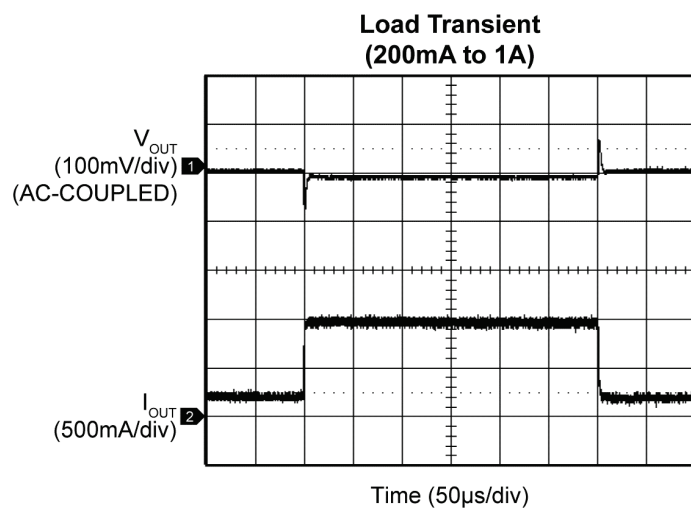 Load Transient
(200mA to 1A)
VOUT
(100mV/div)
(AC-COUPLED)
1
IOUT
(500mA/div)
2
Time (50µs/div)